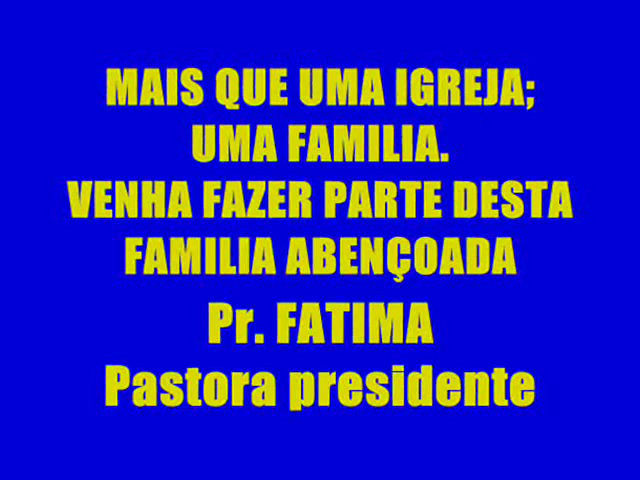 MAIS QUE UMA IGREJA;
UMA FAMILIA.
VENHA FAZER PARTE DESTA
FAMILIA ABENÇOADA
Pr. FATIMA
Pastora presidente